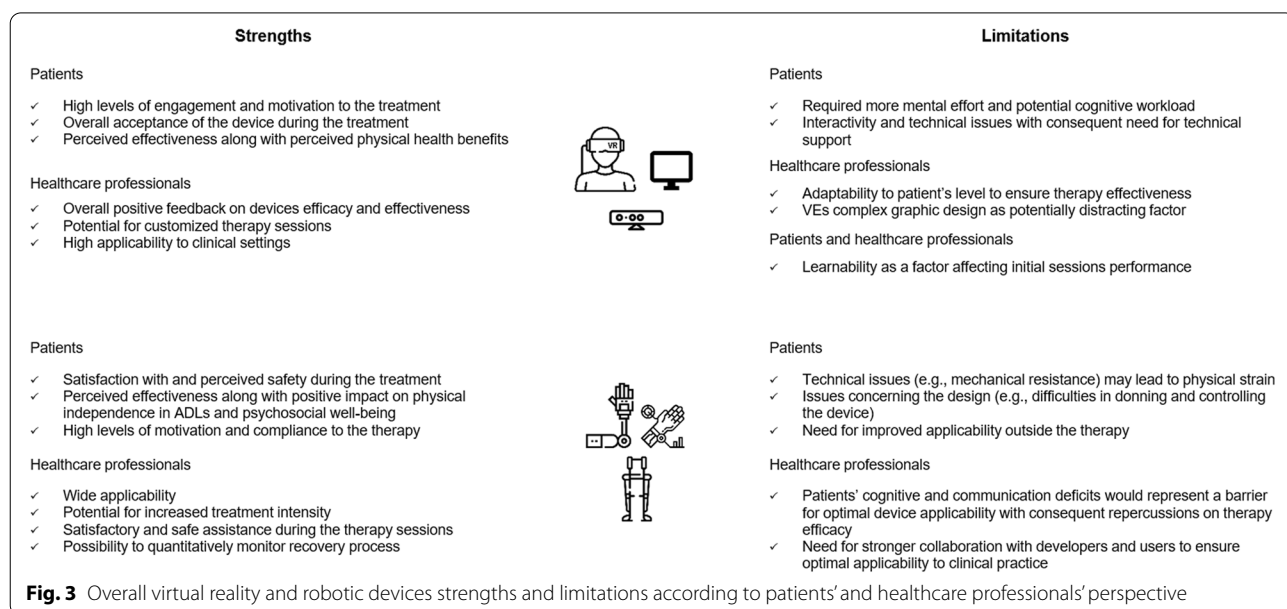 Strengths
Patients
✓ High levels of engagement and motivation to the treatment
✓ Overall acceptance of the device during the treatment
✓ Perceived effectiveness along with perceived physical health benefits
Healthcare professionals
✓ Overall positive feedback on devices efficacy and effectiveness
✓ Potential for customized therapy sessions
✓ High applicability to clinical settings
VR
Limitations
Patients
✓ Required more mental effort and potential cognitive workload
✓ Interactivity and technical issues with consequent need for technical
support
Healthcare professionals
✓ Adaptability to patient's level to ensure therapy effectiveness
✓ VEs complex graphic design as potentially distracting factor
Patients and healthcare professionals
✓ Learnability as a factor affecting initial sessions performance
Patients
✓ Satisfaction with and perceived safety during the treatment
✓ Perceived effectiveness along with positive impact on physical
independence in ADLs and psychosocial well-being
✓ High levels of motivation and compliance to the therapy
Healthcare professionals
✓ Wide applicability
✓ Potential for increased treatment intensity
✓ Satisfactory and safe assistance during the therapy sessions
✓ Possibility to quantitatively monitor recovery process
Patients
✓ Technical issues (e.g., mechanical resistance) may lead to physical strain
✓ Issues concerning the design (e.g., difficulties in donning and controlling
the device)
✓ Need for improved applicability outside the therapy
Healthcare professionals
✓ Patients' cognitive and communication deficits would represent a barrier
for optimal device applicability with consequent repercussions on therapy
efficacy
✓ Need for stronger collaboration with developers and users to ensure
optimal applicability to clinical practice
Fig. 3 Overall virtual reality and robotic devices strengths and limitations according to patients' and healthcare professionals' perspective